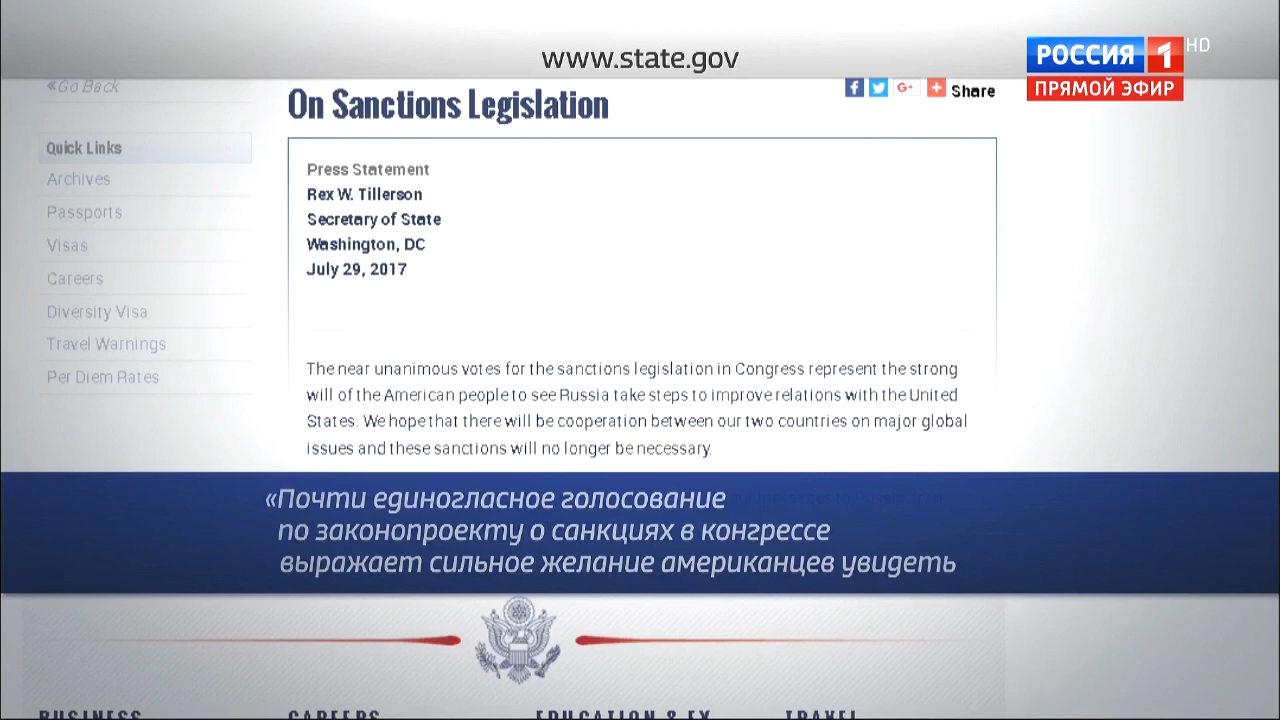 www.state.gov
РОССИЯ 1 HD
ПРЯМОЙ ЭФИР
«Go Back
On Sanctions Legislation
Share
Quick Links
Archives
Passports
Visas
Careers
Diversity Visa
Travel Warnings
Per Diem Rates
Press Statement
Rex W. Tillerson
Secretary of State
Washington, DC
July 29, 2017
The near unanimous votes for the sanctions legislation in Congress represent the strong
will of the American people to see Russia take steps to improve relations with the United
States. We hope that there will be cooperation between our two countries on major global
issues and these sanctions will no longer be necessary.
«Почти единогласное голосование
по законопроекту о санкциях в конгрессе
выражает сильное желание американцев увидеть
BUSINESS
CAREERS
EDUCATION & EX
TRAVEL